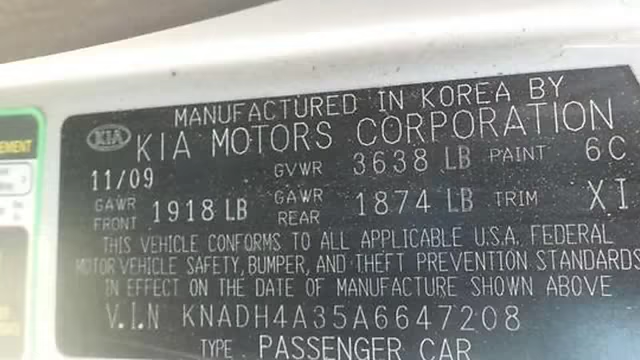 MANUFACTURED IN KOREA BY
KIA KIA MOTORS CORPORATION
11/09 GVWR 3638 LB PAINT 6C
GAWR FRONT 1918 LB GAWR REAR 1874 LB TRIM XI
THIS VEHICLE CONFORMS TO ALL APPLICABLE U.S.A. FEDERAL
MOTOR VEHICLE SAFETY, BUMPER, AND THEFT PREVENTION STANDARDS
IN EFFECT ON THE DATE OF MANUFACTURE SHOWN ABOVE
V.I.N KNADH4A35A6647208
TYPE PASSENGER CAR